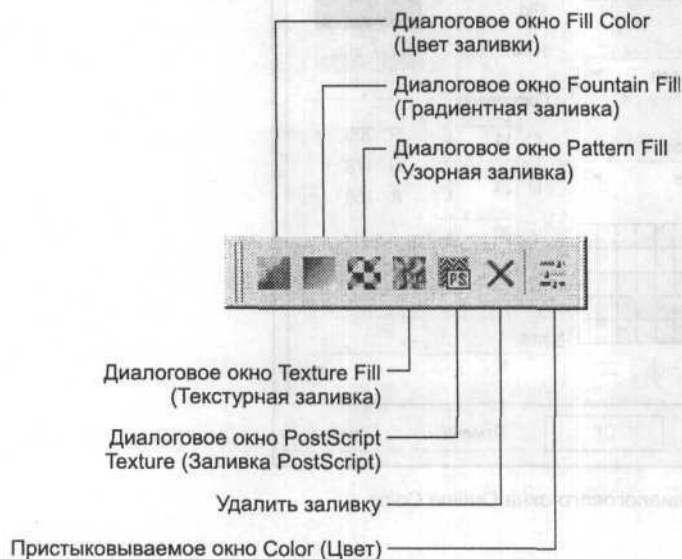 Диалоговое окно Fill Color
(Цвет заливки)
Диалоговое окно Fountain Fill
(Градиентная заливка)
Диалоговое окно Pattern Fill
(Узорная заливка)
PS
Диалоговое окно Texture Fill
(Текстурная заливка)
Диалоговое окно PostScript
Texture (Заливка PostScript)
Удалить заливку
Пристыковываемое окно Color (Цвет)